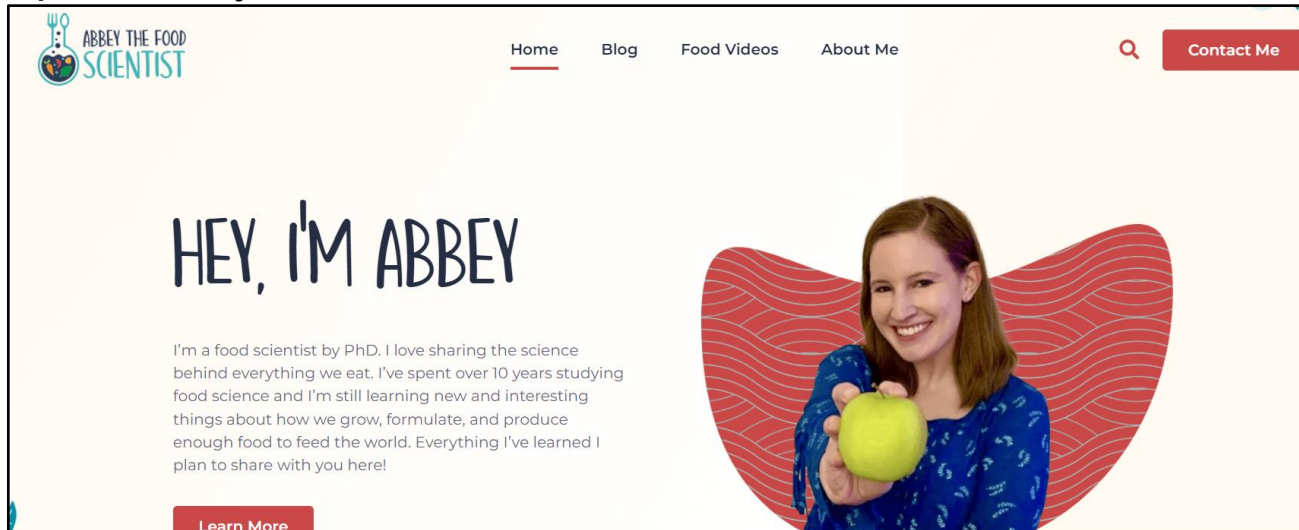 ABBEY THE FOOD
SCIENTIST
Home
Blog
Food Videos
About Me
Contact Me
HEY, I'M ABBEY
I'm a food scientist by PhD. I love sharing the science
behind everything we eat. I've spent over 10 years studying
food science and I'm still learning new and interesting
things about how we grow, formulate, and produce
enough food to feed the world. Everything I've learned I
plan to share with you here!
Learn More